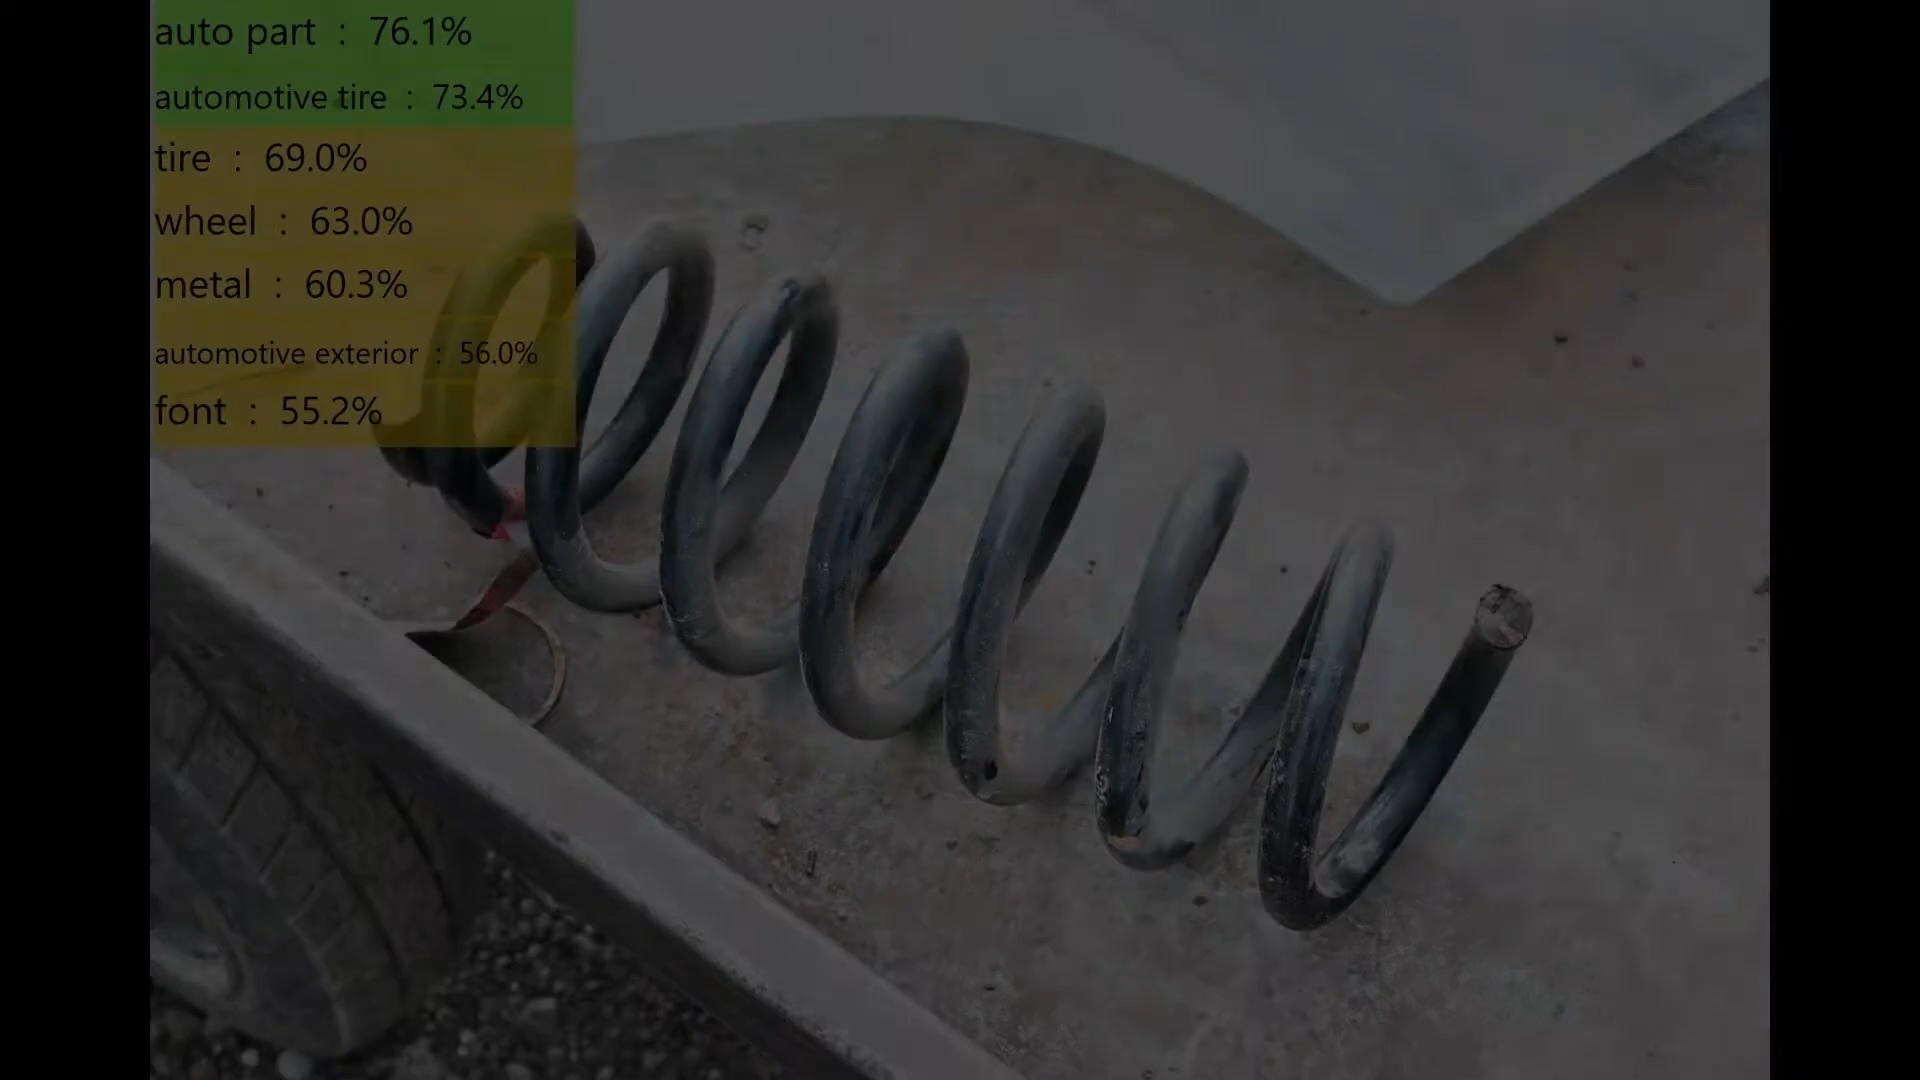 auto part : 76.1%
automotive tire : 73.4%
tire : 69.0%
wheel : 63.0%
metal : 60.3%
automotive exterior : 56.0%
font : 55.2%